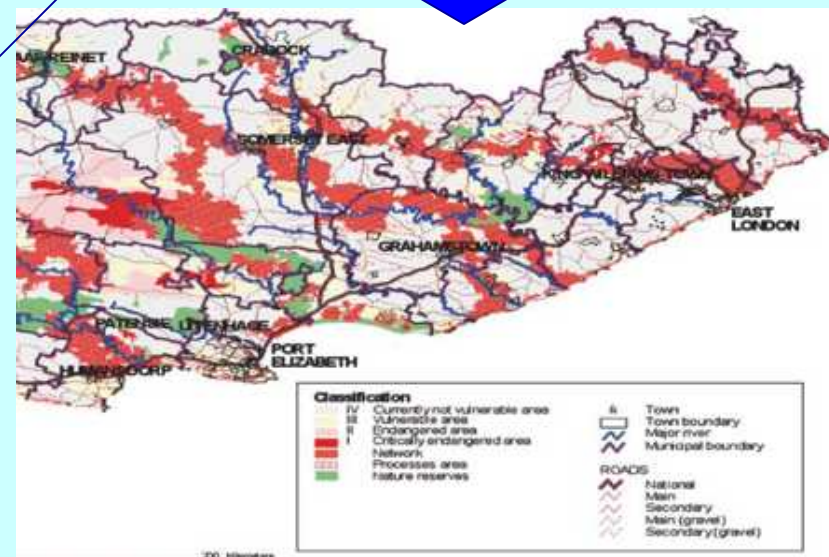 CRADOCK
SOMERSET EAST
KING WILLIAMS TOWN
EAST
LONDON
GRAHAMSTOWN
PATENSIE
UITENHAGE
PORT
ELIZABETH
HUMANSDORP
Classification
IV Currently not vulnerable area
III Vulnerable area
II Endangered area
I Critically endangered area
Network
Processes area
Nature reserves
Town
Town boundary
Major river
Municipal boundary
ROADS
National
Main
Secondary
Main (gravel)
Secondary (gravel)